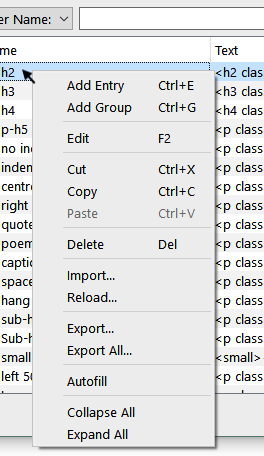 er Name:
me Text
h2 <h2 clas
h3 <h3 clas
h4 <h4 clas
p-h5 <p class
no in <p class
inden <p class
centre <p class
right <p class
quote <p class
poem <p class
captio <p class
space <p class
hang <p class
sub-h <p class
Sub-h <p class
small <small> •
left 50 <p class
Add Entry Ctrl+E
Add Group Ctrl+G
Edit F2
Cut Ctrl+X
Copy Ctrl+C
Paste Ctrl+V
Delete Del
Import...
Reload...
Export...
Export All...
Autofill
Collapse All
Expand All